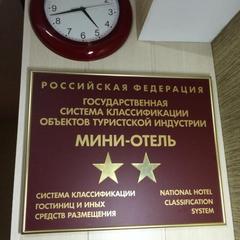 РОССИЙСКАЯ ФЕДЕРАЦИЯ
ГОСУДАРСТВЕННАЯ
СИСТЕМА КЛАССИФИКАЦИИ
ОБЪЕКТОВ ТУРИСТСКОЙ ИНДУСТРИИ
МИНИ-ОТЕЛЬ
СИСТЕМА КЛАССИФИКАЦИИ
ГОСТИНИЦ И ИНЫХ
СРЕДСТВ РАЗМЕЩЕНИЯ
NATIONAL HOTEL
CLASSIFICATION
SYSTEM